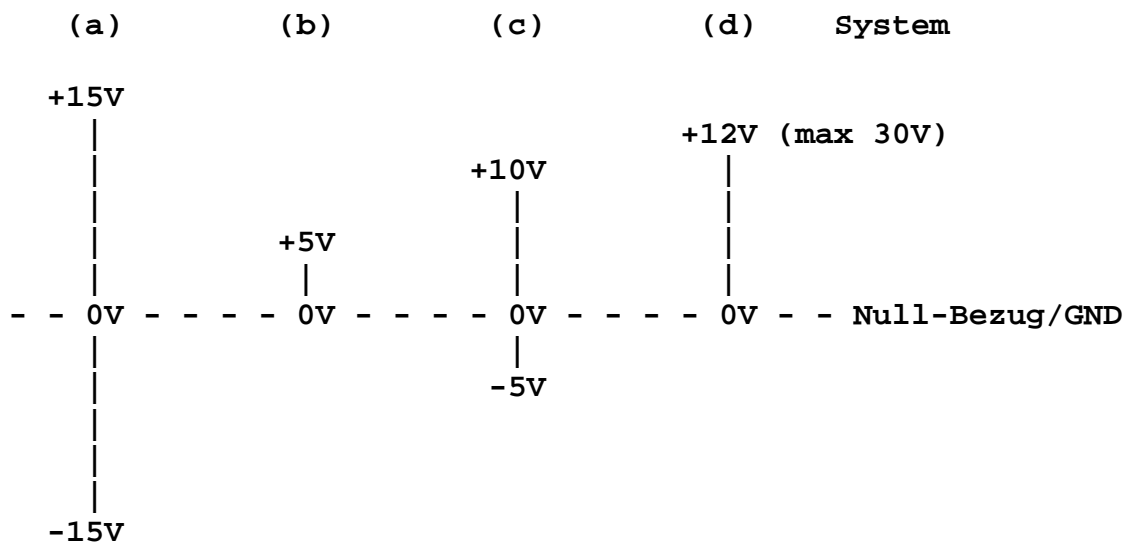 (a) (b) (c) (d) System
+15V
+12V (max 30V)
+10V
+5V
- - 0V - - - - 0V - - - - 0V - - - - 0V - - Null-Bezug/GND
-5V
-15V